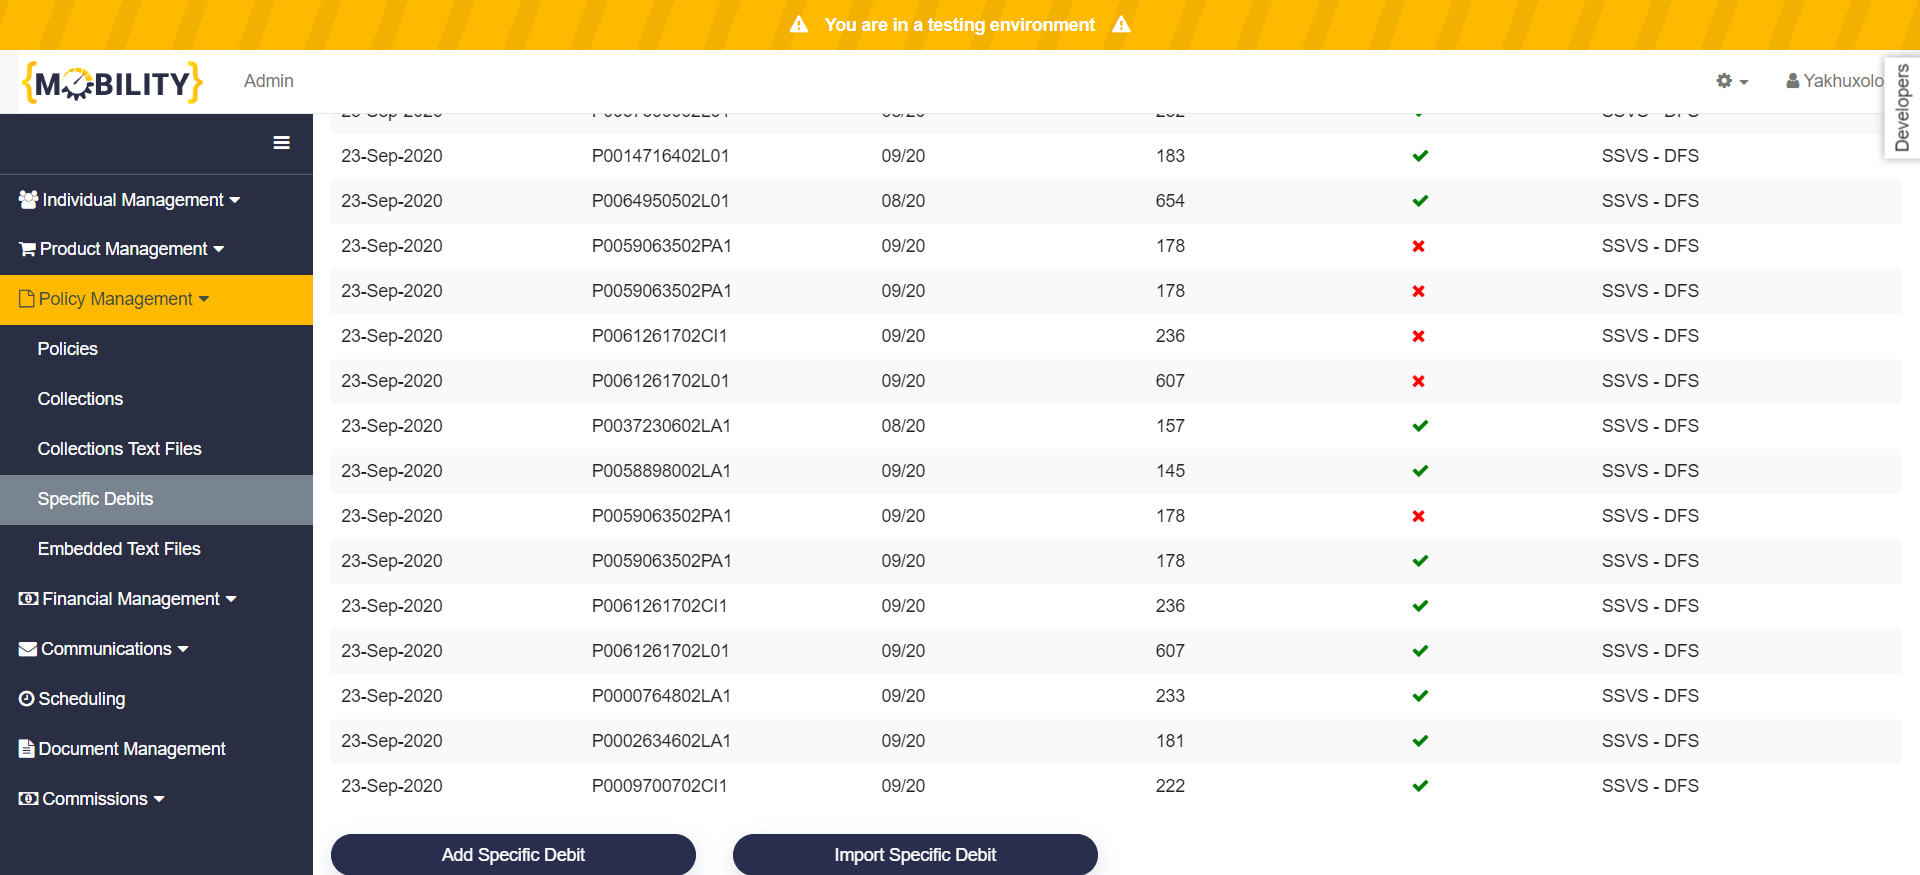 You are in a testing environment
{MOBILITY}
Admin
Yakhuxolo
Developers
Individual Management
Product Management
Policy Management
Policies
Collections
Collections Text Files
Specific Debits
Embedded Text Files
Financial Management
Communications
Scheduling
Document Management
Commissions
23-Sep-2020 P0014716402L01 09/20 183 SSVS - DFS
23-Sep-2020 P0064950502L01 08/20 654 SSVS - DFS
23-Sep-2020 P0059063502PA1 09/20 178 SSVS - DFS
23-Sep-2020 P0059063502PA1 09/20 178 SSVS - DFS
23-Sep-2020 P0061261702CI1 09/20 236 SSVS - DFS
23-Sep-2020 P0061261702L01 09/20 607 SSVS - DFS
23-Sep-2020 P0037230602LA1 08/20 157 SSVS - DFS
23-Sep-2020 P0058898002LA1 09/20 145 SSVS - DFS
23-Sep-2020 P0059063502PA1 09/20 178 SSVS - DFS
23-Sep-2020 P0059063502PA1 09/20 178 SSVS - DFS
23-Sep-2020 P0061261702CI1 09/20 236 SSVS - DFS
23-Sep-2020 P0061261702L01 09/20 607 SSVS - DFS
23-Sep-2020 P0000764802LA1 09/20 233 SSVS - DFS
23-Sep-2020 P0002634602LA1 09/20 181 SSVS - DFS
23-Sep-2020 P0009700702CI1 09/20 222 SSVS - DFS
Add Specific Debit
Import Specific Debit